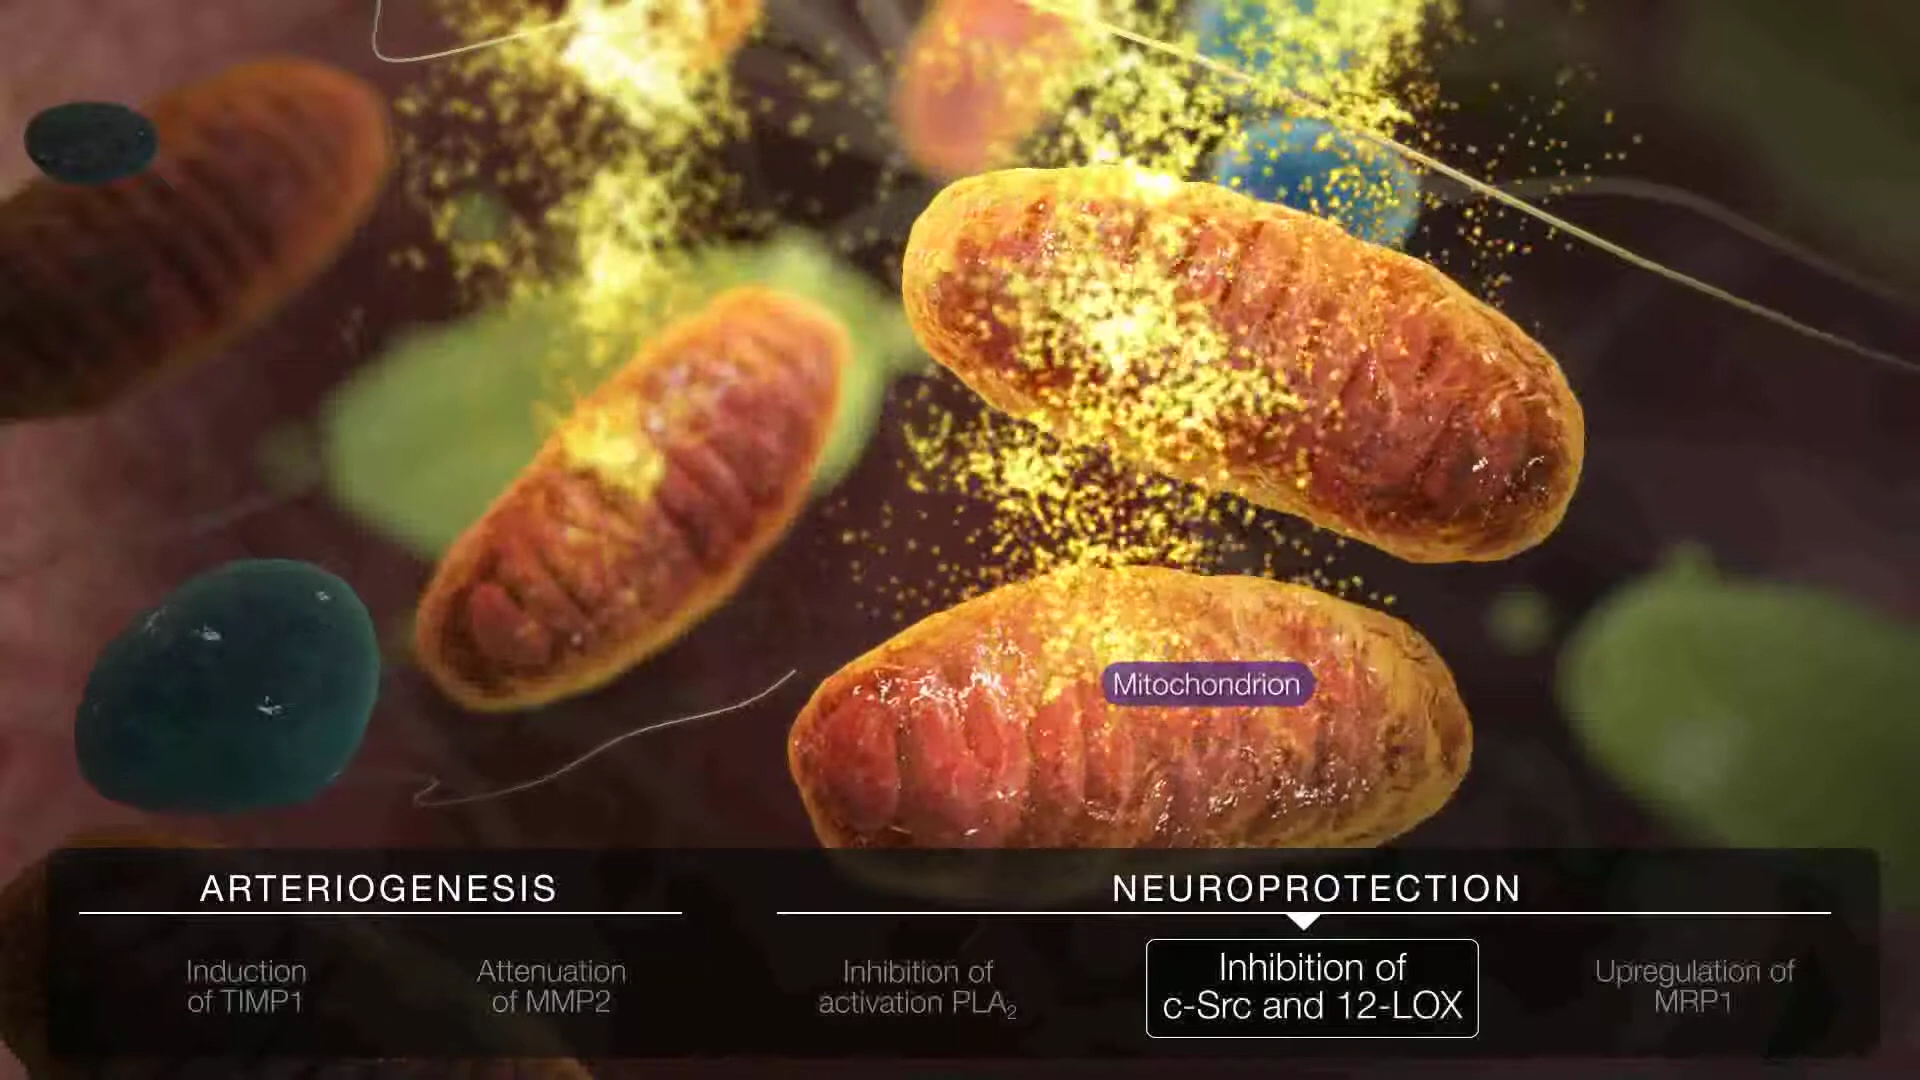 Mitochondrion
ARTERIOGENESIS
Induction
of TIMP1
Attenuation
of MMP2
NEUROPROTECTION
Inhibition of
activation PLA₂
Inhibition of
c-Src and 12-LOX
Upregulation of
MRP1